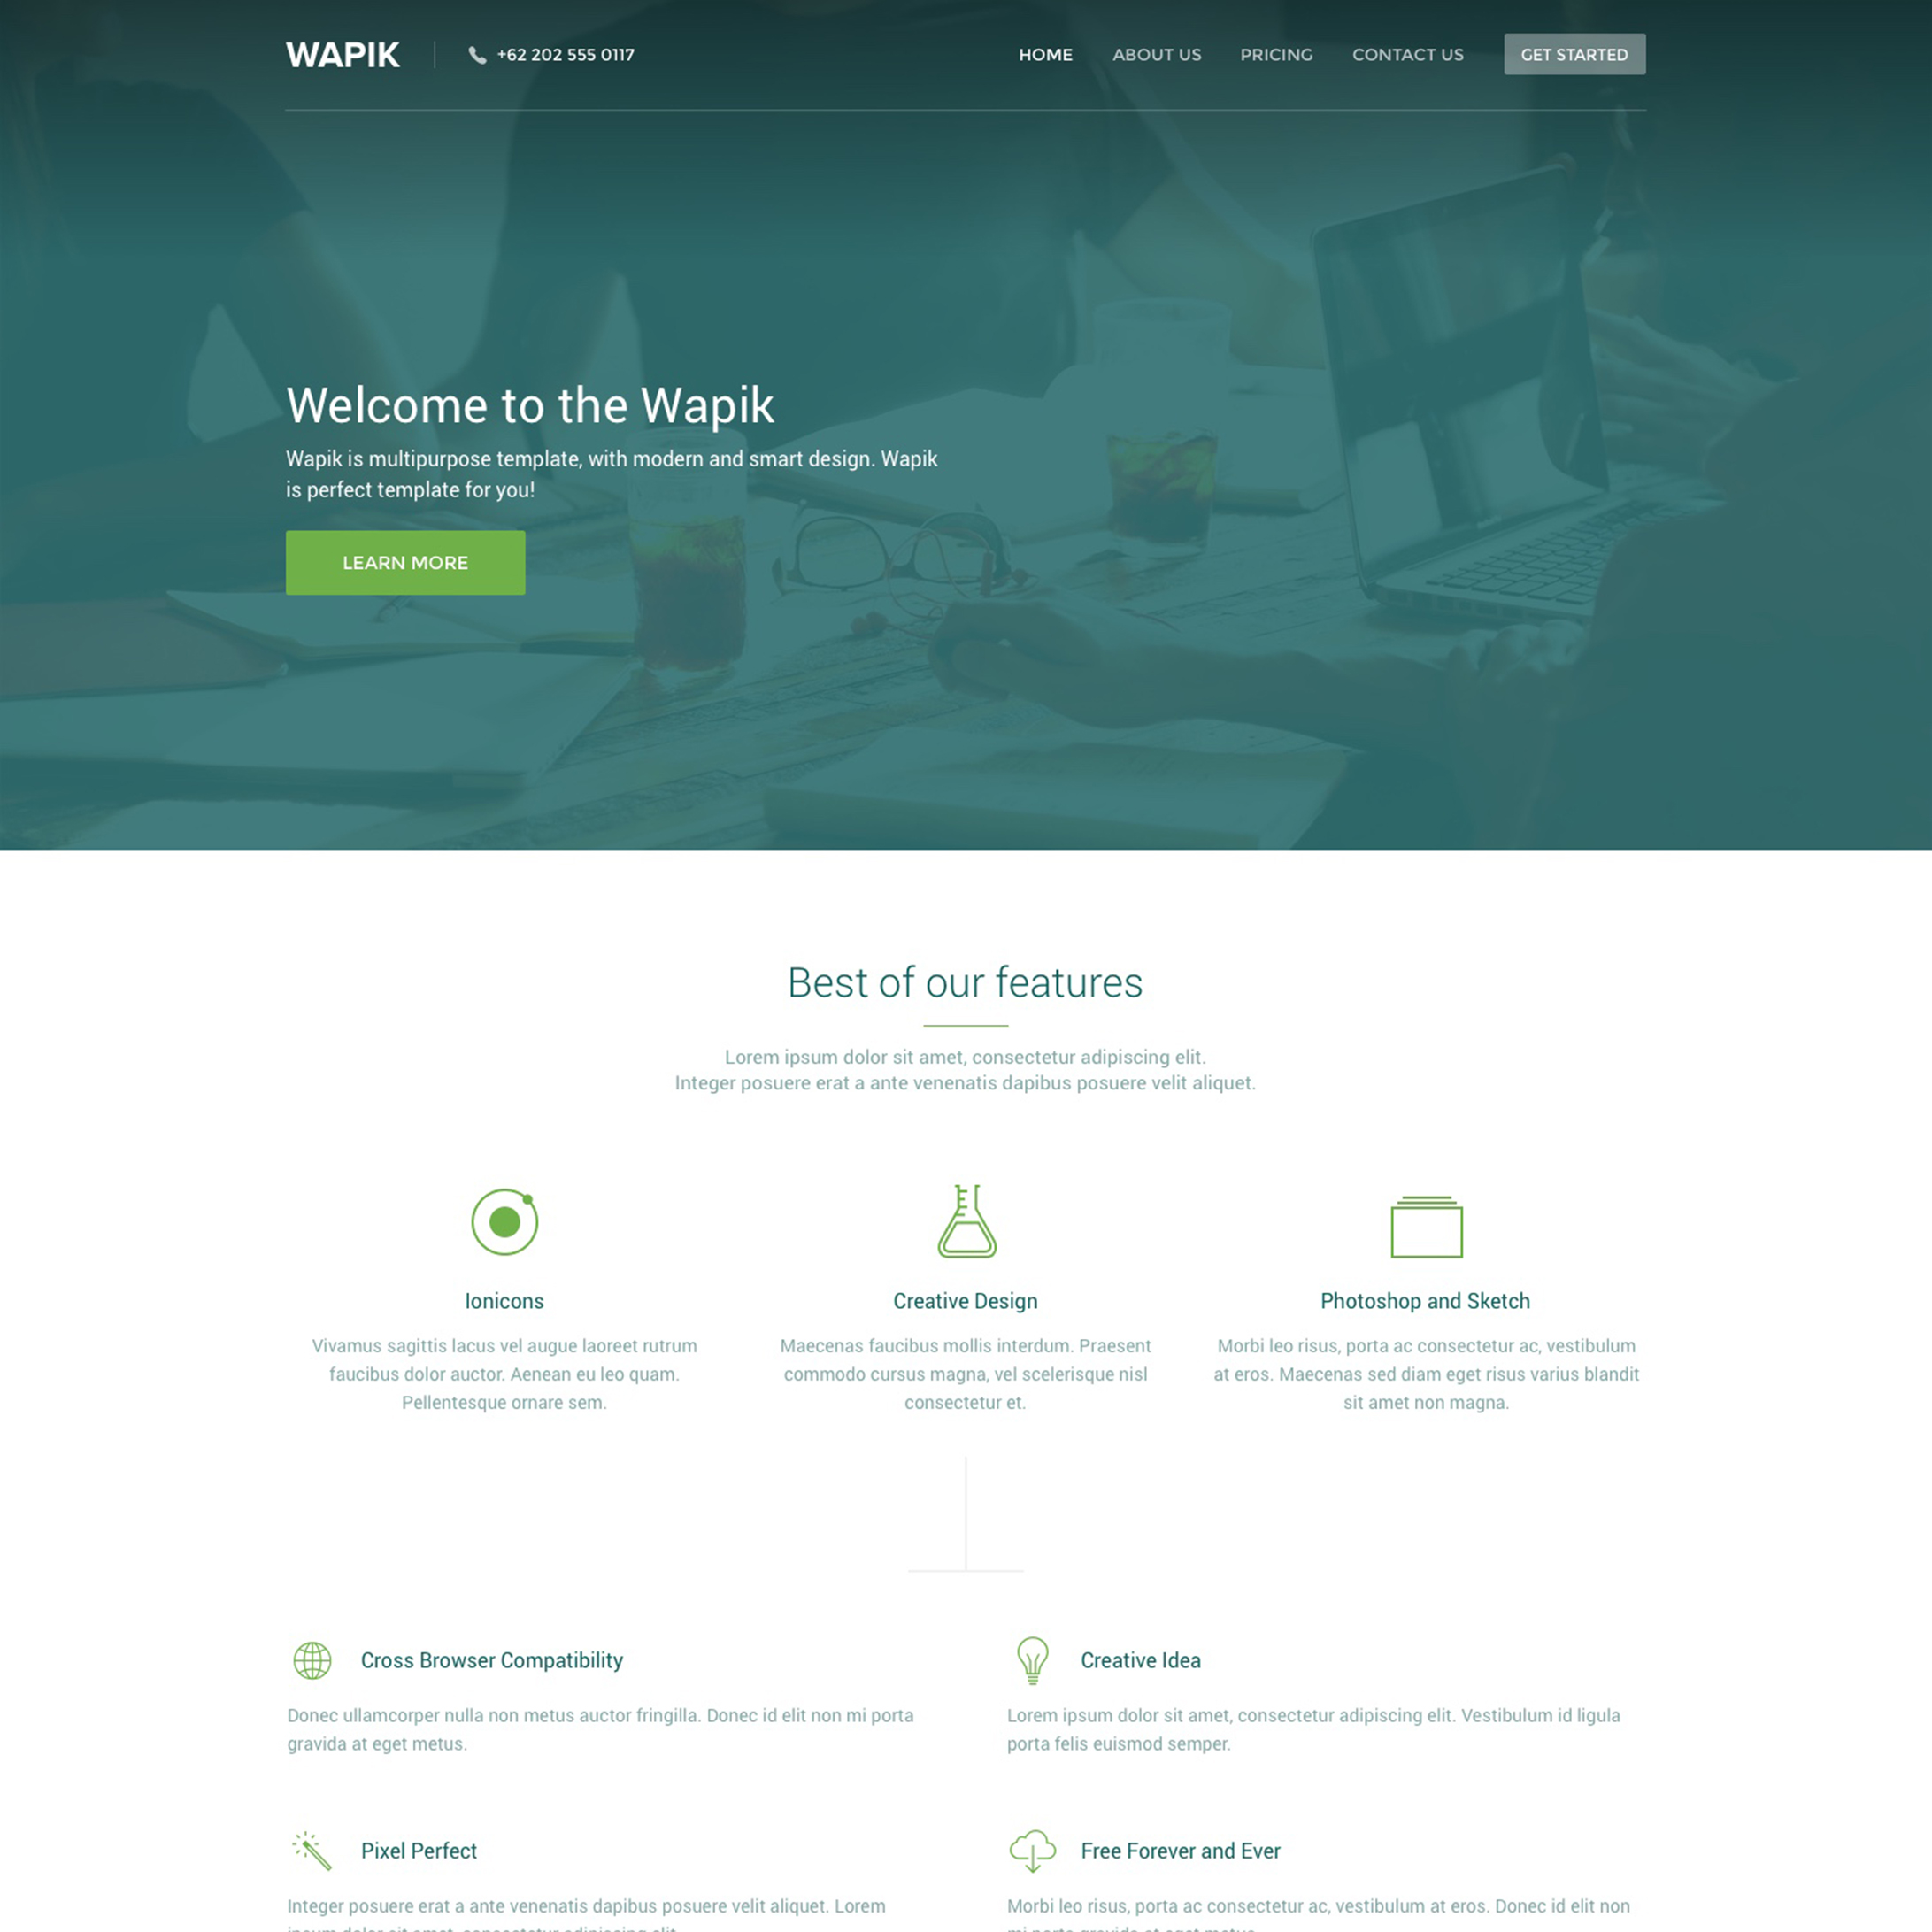 WAPIK
+62 202 555 0117
HOME
ABOUT US
PRICING
CONTACT US
GET STARTED
Welcome to the Wapik
Wapik is multipurpose template, with modern and smart design. Wapik
is perfect template for you!
LEARN MORE
Best of our features
Lorem ipsum dolor sit amet, consectetur adipiscing elit.
Integer posuere erat a ante venenatis dapibus posuere velit aliquet.
Ionicons
Vivamus sagittis lacus vel augue laoreet rutrum
faucibus dolor auctor. Aenean eu leo quam.
Pellentesque ornare sem.
Creative Design
Maecenas faucibus mollis interdum. Praesent
commodo cursus magna, vel scelerisque nisl
consectetur et.
Photoshop and Sketch
Morbi leo risus, porta ac consectetur ac, vestibulum
at eros. Maecenas sed diam eget risus varius blandit
sit amet non magna.
Cross Browser Compatibility
Donec ullamcorper nulla non metus auctor fringilla. Donec id elit non mi porta
gravida at eget metus.
Creative Idea
Lorem ipsum dolor sit amet, consectetur adipiscing elit. Vestibulum id ligula
porta felis euismod semper.
Pixel Perfect
Integer posuere erat a ante venenatis dapibus posuere velit aliquet. Lorem
Free Forever and Ever
Morbi leo risus, porta ac consectetur ac, vestibulum at eros. Donec id elit non